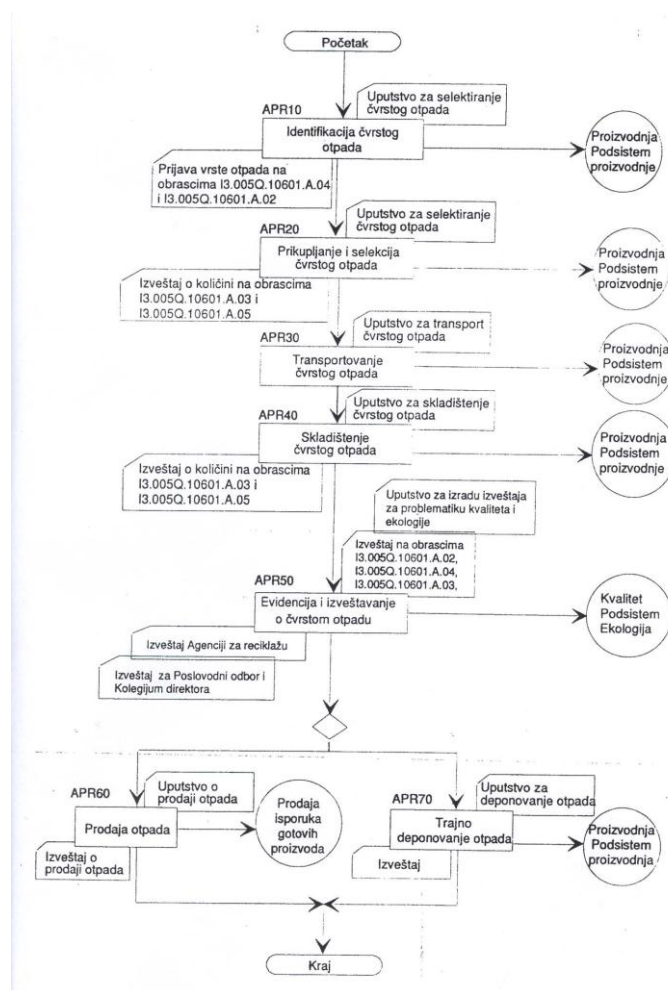 Početak
APR10
Uputstvo za selektiranje
čvrstog otpada
Identifikacija čvrstog
otpada
Proizvodnja
Podsistem
proizvodnje
Prijava vrste otpada na
obrascima I3.005Q.10601.A.04
i I3.005Q.10601.A.02
APR20
Uputstvo za selektiranje
čvrstog otpada
Prikupljanje i selekcija
čvrstog otpada
Proizvodnja
Podsistem
proizvodnje
Izveštaj o količini na obrascima
I3.005Q.10601.A.03 i
I3.005Q.10601.A.05
APR30
Uputstvo za transport
čvrstog otpada
Transportovanje
čvrstog otpada
Proizvodnja
Podsistem
proizvodnje
APR40
Uputstvo za skladištenje
čvrstog otpada
Skladištenje
čvrstog otpada
Proizvodnja
Podsistem
proizvodnje
Izveštaj o količini na obrascima
I3.005Q.10601.A.03 i
I3.005Q.10601.A.05
Uputstvo za izradu izveštaja
za problematiku kvaliteta i
ekologije
Izveštaj na obrascima
I3.005Q.10601.A.02,
I3.005Q.10601.A.04,
I3.005Q.10601.A.03,
APR50
Evidencija i izveštavanje
o čvrstom otpadu
Kvalitet
Podsistem
Ekologija
Izveštaj Agenciji za reciklažu
Izveštaj za Poslovodni odbor i
Kolegijum direktora
APR60
Uputstvo o
prodaji otpada
Prodaja otpada
Prodaja
isporuka
gotovih
proizvoda
Izveštaj o
prodaji otpada
APR70
Uputstvo za
deponovanje otpada
Trajno
deponovanje otpada
Proizvodnja
Podsistem
proizvodnja
Izveštaj
Kraj